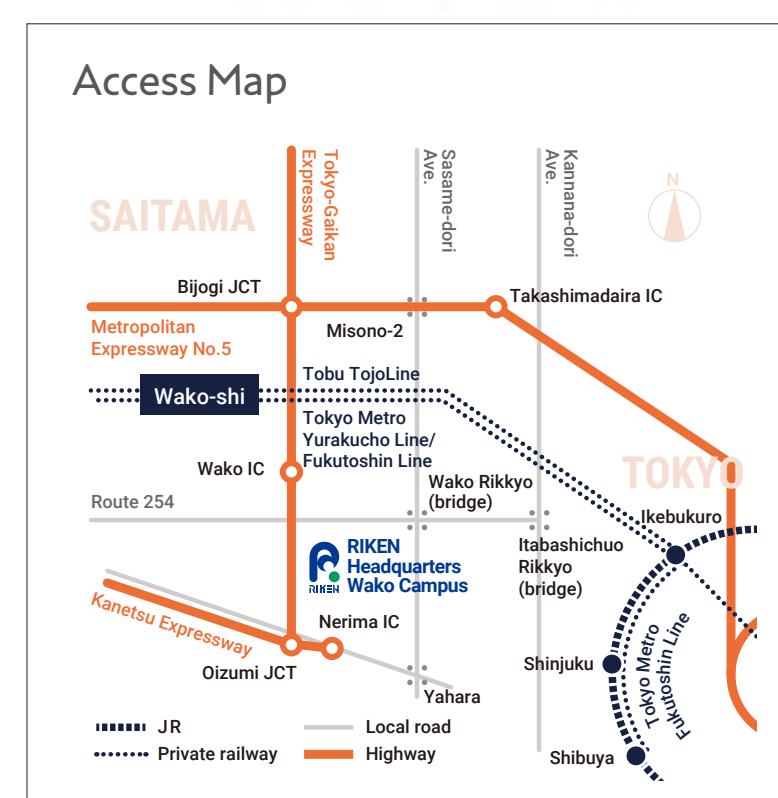 Access Map
Tokyo-Gaikan
Expressway
Sasame-dori
Ave.
Kannana-dori
Ave.
N
SAITAMA
Bijogi JCT
Takashimadaira IC
Metropolitan
Expressway No.5
Misono-2
Tobu TojoLine
Wako-shi
Tokyo Metro
Yurakucho Line/
Fukutoshin Line
Wako IC
TOKYO
Wako Rikkyo
(bridge)
Route 254
Ikebukuro
Itabashichuo
Rikkyo
(bridge)
RIKEN
RIKEN
Headquarters
Wako Campus
Kanetsu Expressway
Nerima IC
Oizumi JCT
Shinjuku
Tokyo Metro
Fukutoshin Line
Yahara
JR
Local road
Private railway
Highway
Shibuya